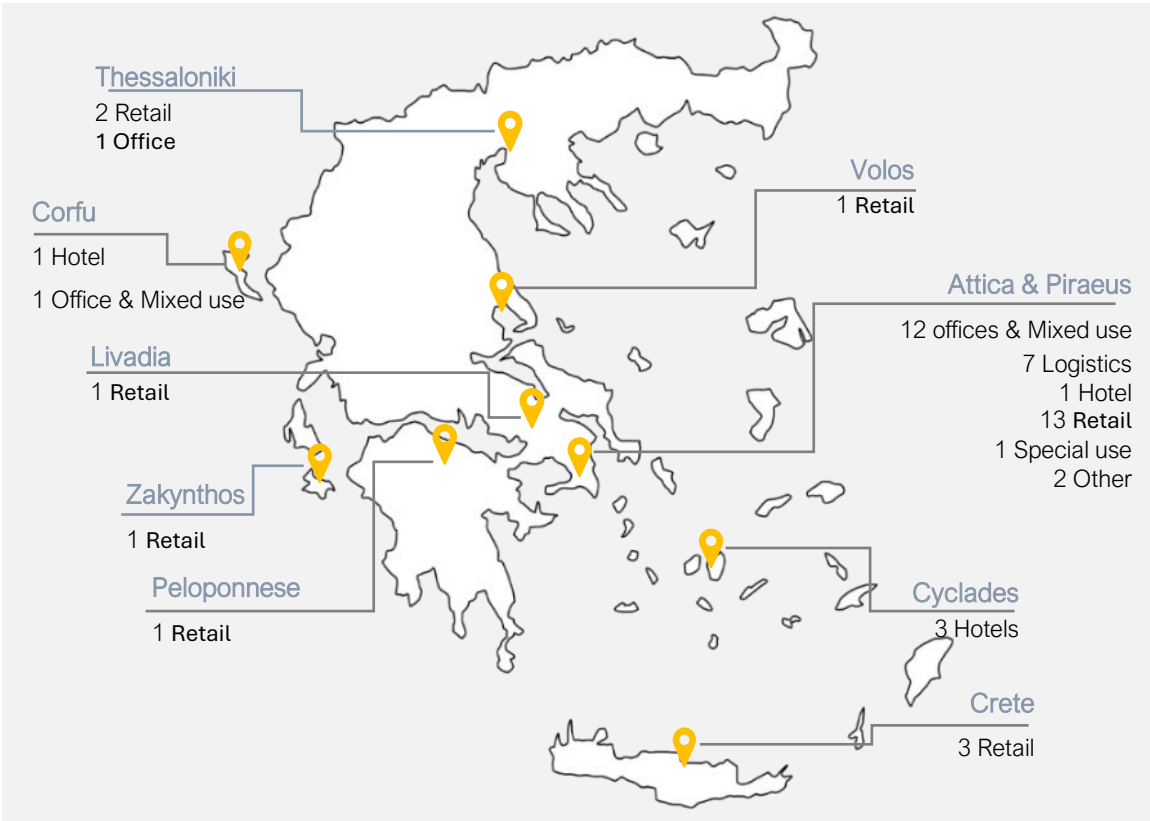 Thessaloniki
2 Retail
1 Office
Volos
1 Retail
Corfu
1 Hotel
1 Office & Mixed use
Attica & Piraeus
12 offices & Mixed use
7 Logistics
1 Hotel
13 Retail
1 Special use
2 Other
Livadia
1 Retail
Zakynthos
1 Retail
Peloponnese
1 Retail
Cyclades
3 Hotels
Crete
3 Retail